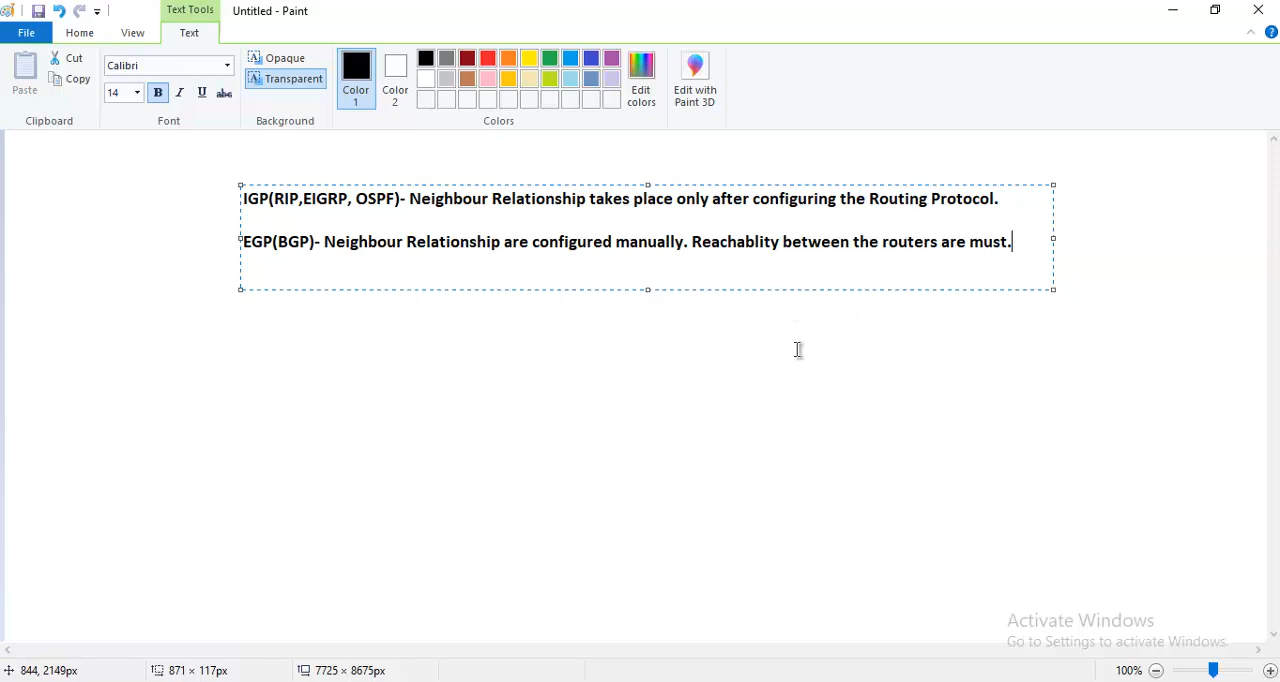 Text Tools
Untitled - Paint
File
Home
View
Text
Paste
Cut
Copy
Clipboard
Calibri
14
B I U abc
Font
Opaque
Transparent
Background
Color 1
Color 2
Edit colors
Colors
Edit with Paint 3D
IGP(RIP,EIGRP, OSPF)- Neighbour Relationship takes place only after configuring the Routing Protocol.
EGP(BGP)- Neighbour Relationship are configured manually. Reachablity between the routers are must.
Activate Windows
Go to Settings to activate Windows.
844, 2149px
871 × 117px
7725 × 8675px
100%